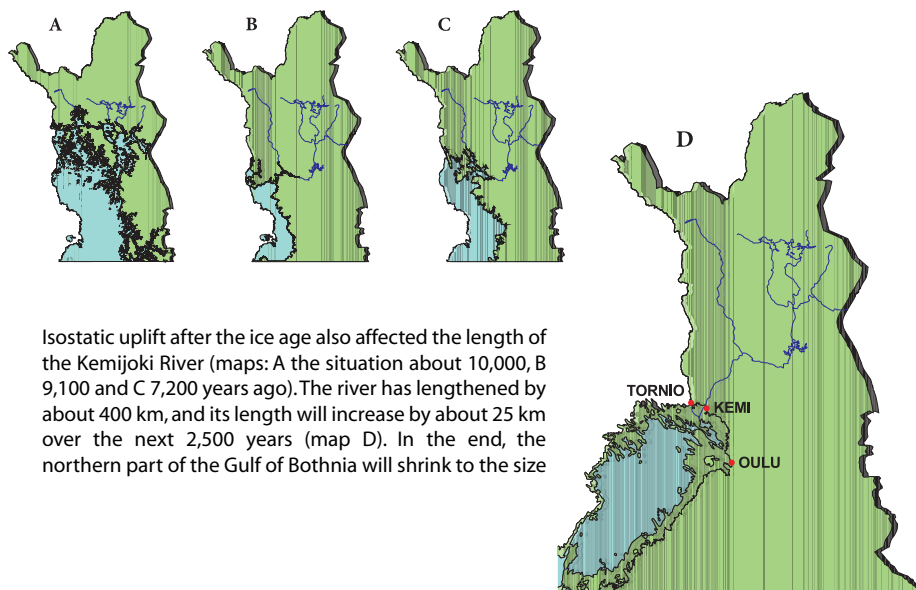 A
B
C
D
Isostatic uplift after the ice age also affected the length of
the Kemijoki River (maps: A the situation about 10,000, B
9,100 and C 7,200 years ago). The river has lengthened by
about 400 km, and its length will increase by about 25 km
over the next 2,500 years (map D). In the end, the
northern part of the Gulf of Bothnia will shrink to the size
TORNIO
KEMI
OULU